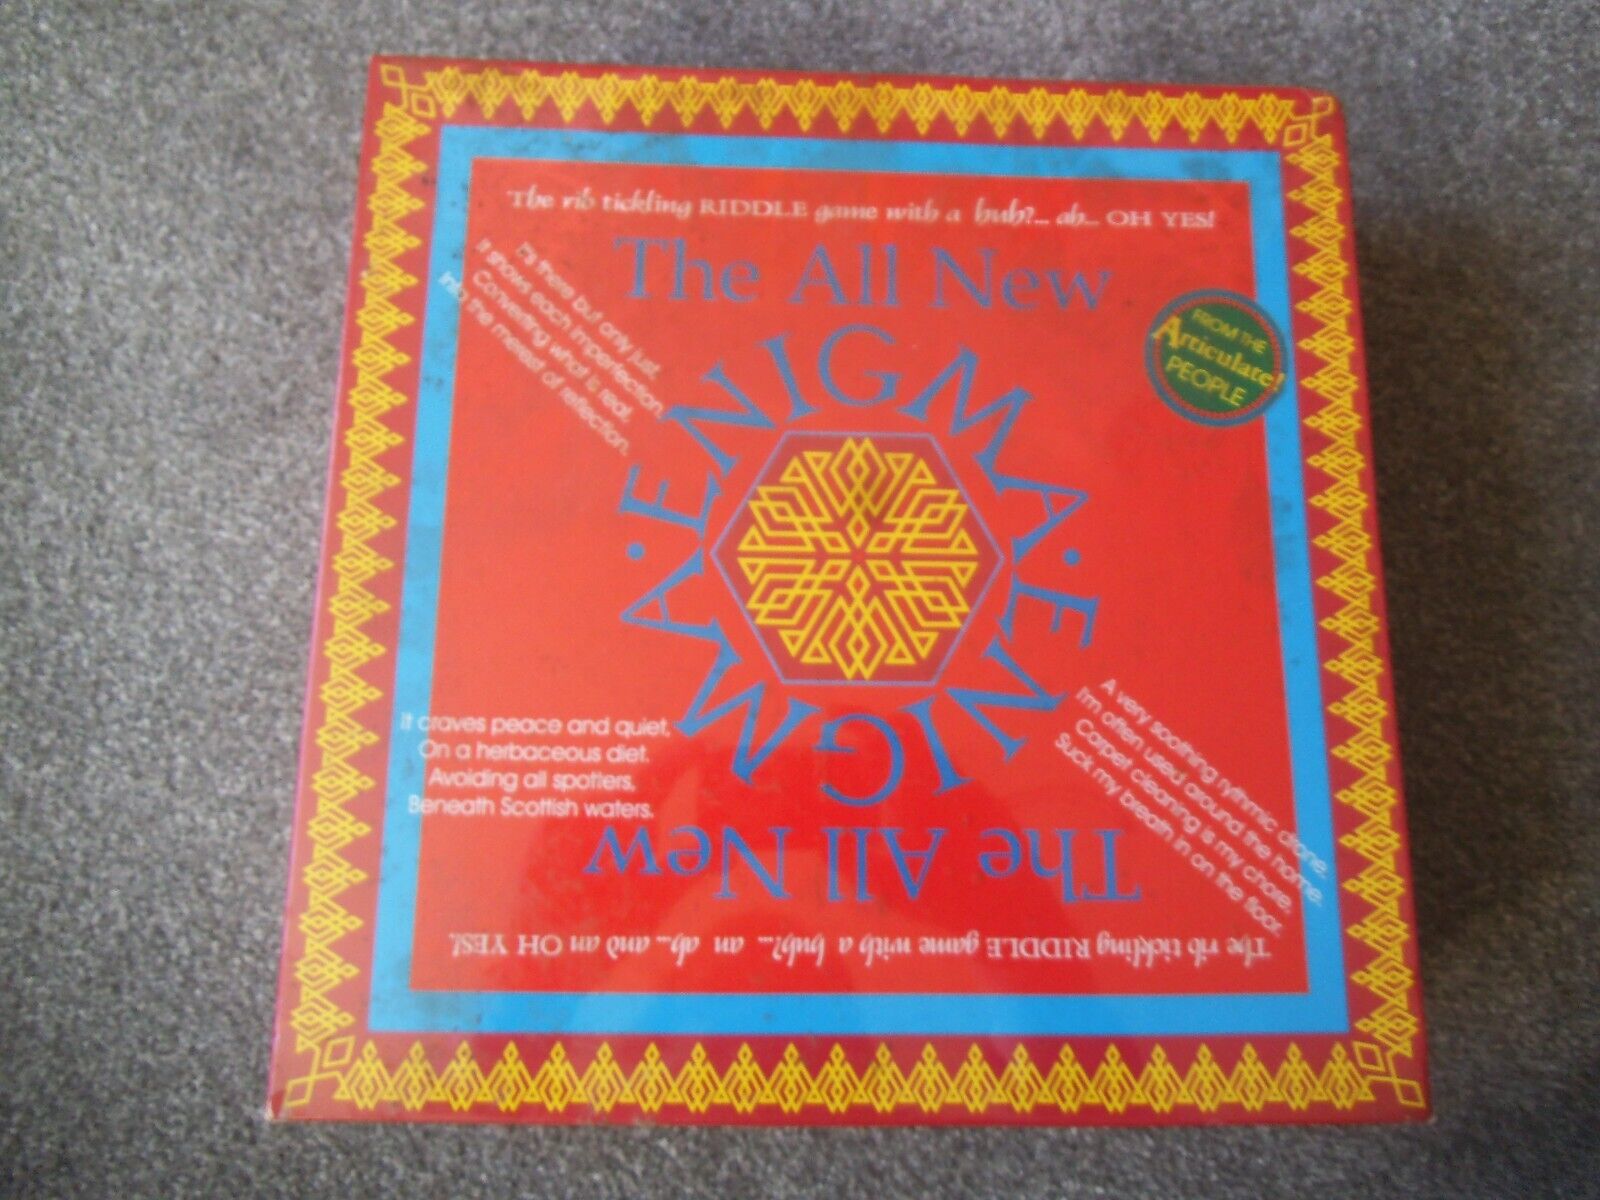 The rib tickling RIDDLE game with a huh?... ah... OH YES!
The All New
ENIGMA • ENIGMA •
FROM THE
Articulate!
PEOPLE
It's there but only just.
It shows each imperfection.
Converting what is real,
Into the merest of reflection.
It craves peace and quiet,
On a herbaceous diet.
Avoiding all spotters,
Beneath Scottish waters.
A very soothing rythmic drone.
I'm often used around the home.
Carpet cleaning is my chore.
Suck my breath in on the floor.
The All New
The rib tickling RIDDLE game with a huh?... an ah... and an OH YES!